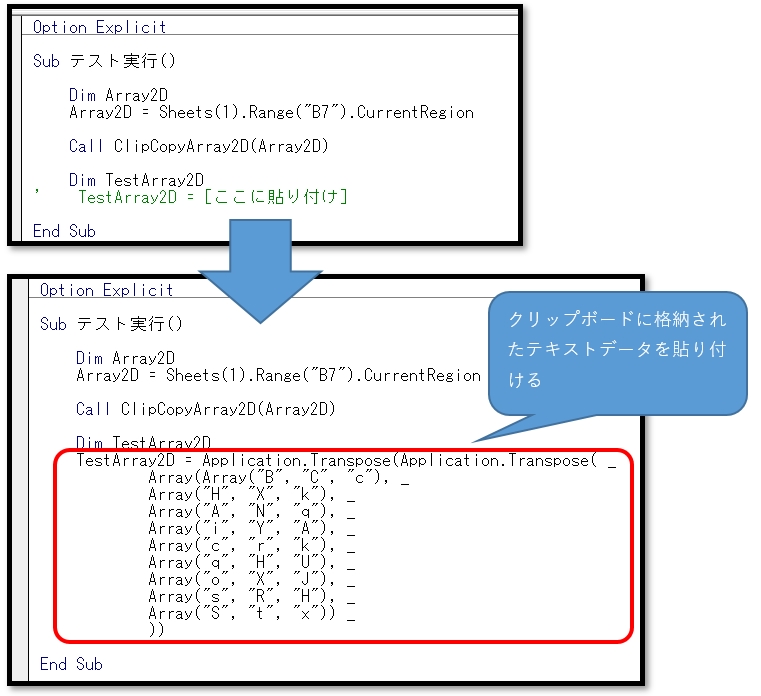 Option Explicit
Sub テスト実行()
Dim Array2D
Array2D = Sheets(1).Range("B7").CurrentRegion
Call ClipCopyArray2D(Array2D)
Dim TestArray2D
'    TestArray2D = [ここに貼り付け]
End Sub
Option Explicit
Sub テスト実行()
Dim Array2D
Array2D = Sheets(1).Range("B7").CurrentRegion
Call ClipCopyArray2D(Array2D)
Dim TestArray2D
TestArray2D = Application.Transpose(Application.Transpose( _
Array(Array("B", "C", "c"), _
Array("H", "X", "k"), _
Array("A", "N", "q"), _
Array("i", "Y", "A"), _
Array("c", "r", "k"), _
Array("q", "H", "U"), _
Array("o", "X", "J"), _
Array("s", "R", "H"), _
Array("S", "t", "x")) _
))
End Sub
クリップボードに格納され
たテキストデータを貼り付
ける